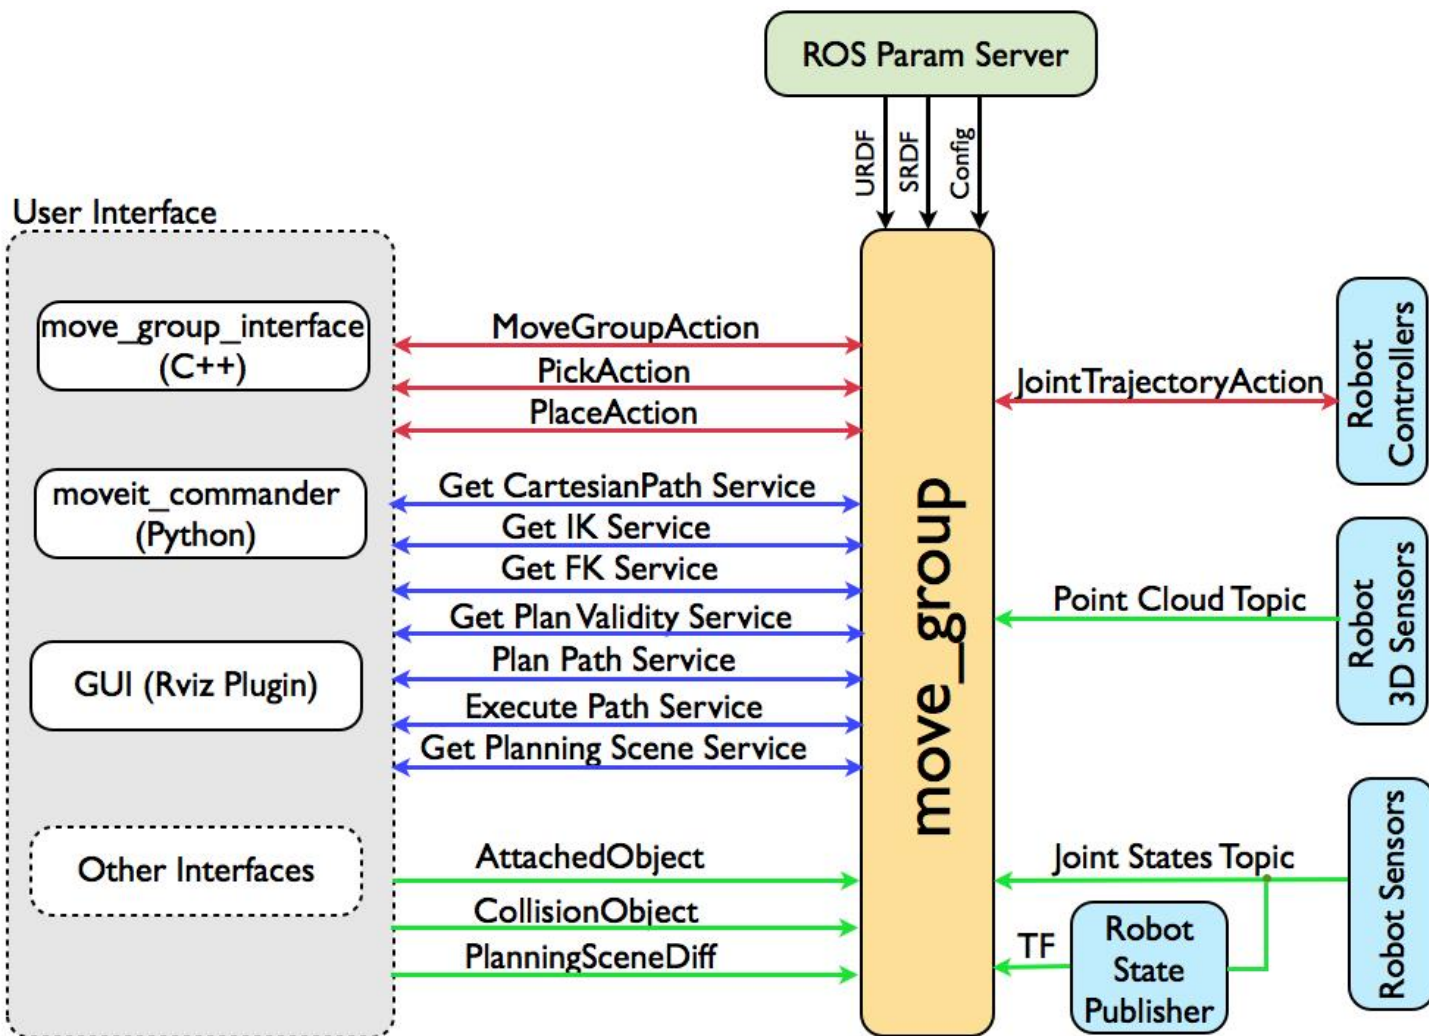 ROS Param Server
URDF
SRDF
Config
User Interface
move_group_interface
(C++)
moveit_commander
(Python)
GUI (Rviz Plugin)
Other Interfaces
MoveGroupAction
PickAction
PlaceAction
Get CartesianPath Service
Get IK Service
Get FK Service
Get Plan Validity Service
Plan Path Service
Execute Path Service
Get Planning Scene Service
AttachedObject
CollisionObject
PlanningSceneDiff
move_group
JointTrajectoryAction
Robot
Controllers
Point Cloud Topic
Robot
3D Sensors
Joint States Topic
Robot Sensors
TF
Robot
State
Publisher